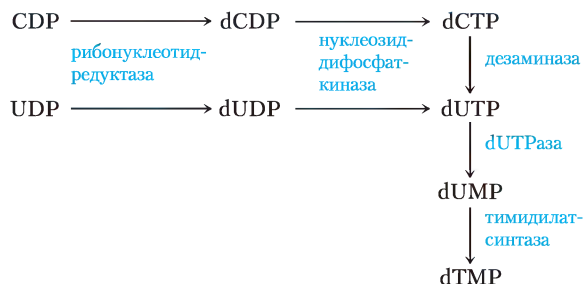 CDP
dCDP
dCTP
рибонуклеотид-
редуктаза
нуклеозид-
дифосфат-
киназа
дезаминаза
UDP
dUDP
dUTP
dUTPаза
dUMP
тимидилат-
синтаза
dTMP